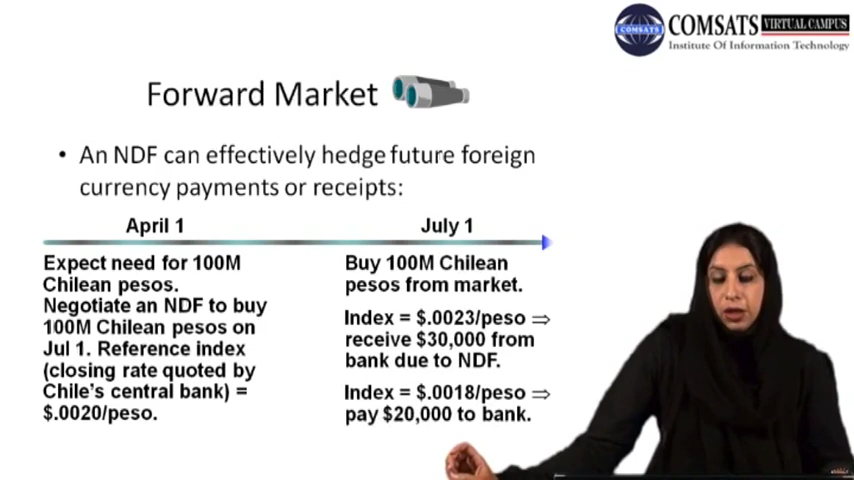 COMSATS
COMSATS VIRTUAL CAMPUS
Institute Of Information Technology
Forward Market
• An NDF can effectively hedge future foreign
currency payments or receipts:
April 1
Expect need for 100M
Chilean pesos.
Negotiate an NDF to buy
100M Chilean pesos on
Jul 1. Reference index
(closing rate quoted by
Chile's central bank) =
$.0020/peso.
July 1
Buy 100M Chilean
pesos from market.
Index = $.0023/peso ⇒
receive $30,000 from
bank due to NDF.
Index = $.0018/peso ⇒
pay $20,000 to bank.